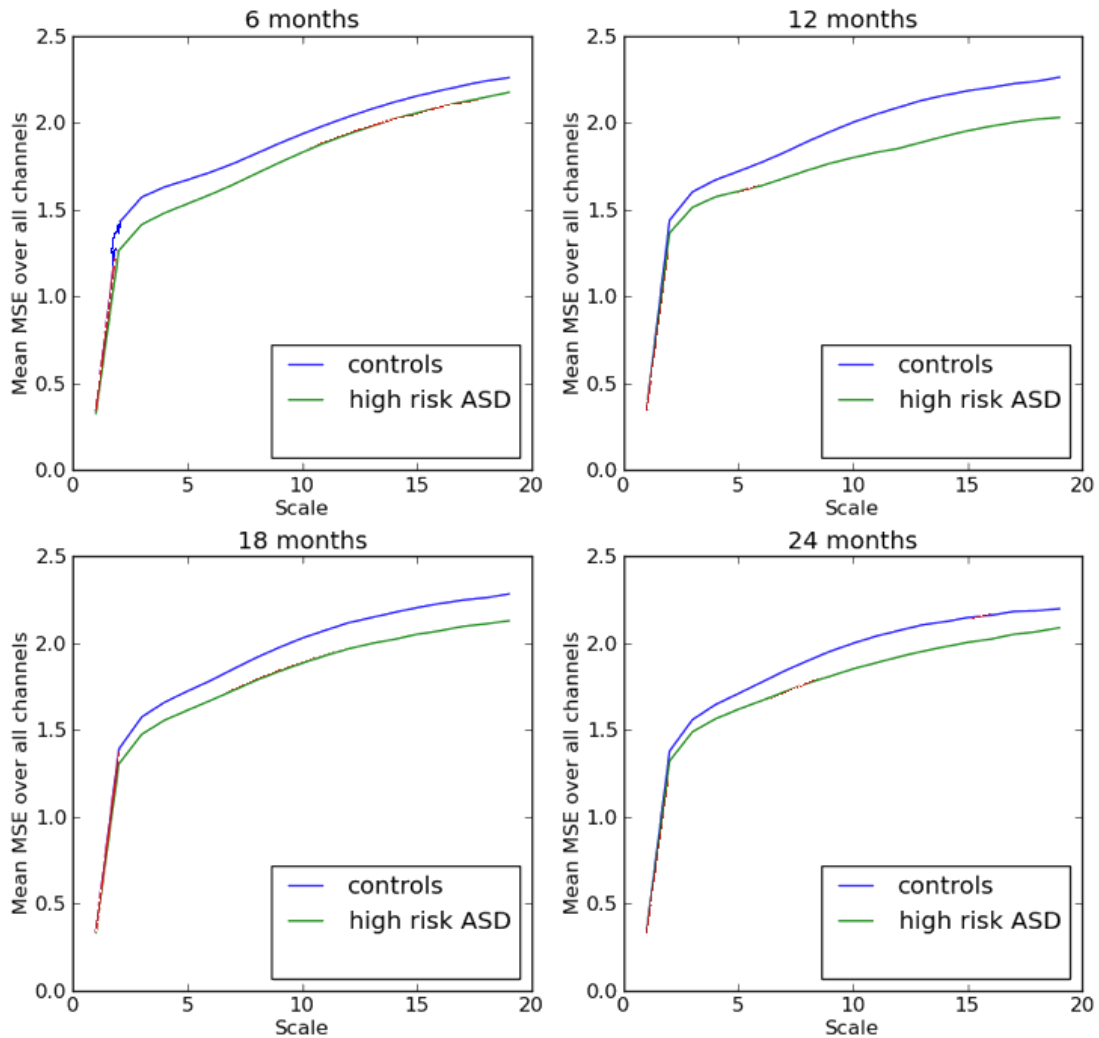 6 months
2.5
2.0
1.5
1.0
0.5
0.0
Mean MSE over all channels
controls
high risk ASD
0 5 10 15 20
Scale
12 months
2.5
2.0
1.5
1.0
0.5
0.0
Mean MSE over all channels
controls
high risk ASD
0 5 10 15 20
Scale
18 months
2.5
2.0
1.5
1.0
0.5
0.0
Mean MSE over all channels
controls
high risk ASD
0 5 10 15 20
Scale
24 months
2.5
2.0
1.5
1.0
0.5
0.0
Mean MSE over all channels
controls
high risk ASD
0 5 10 15 20
Scale